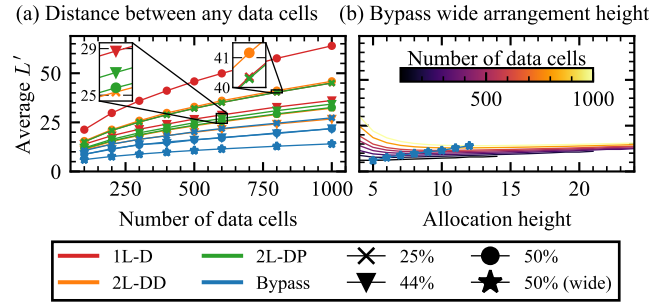 (a) Distance between any data cells
(b) Bypass wide arrangement height
Average L′
50
25
0
29
25
41
40
250 500 750 1000
Number of data cells
Number of data cells
500 1000
5 10 15 20
Allocation height
1L-D 2L-DP 25% 50%
2L-DD Bypass 44% 50% (wide)